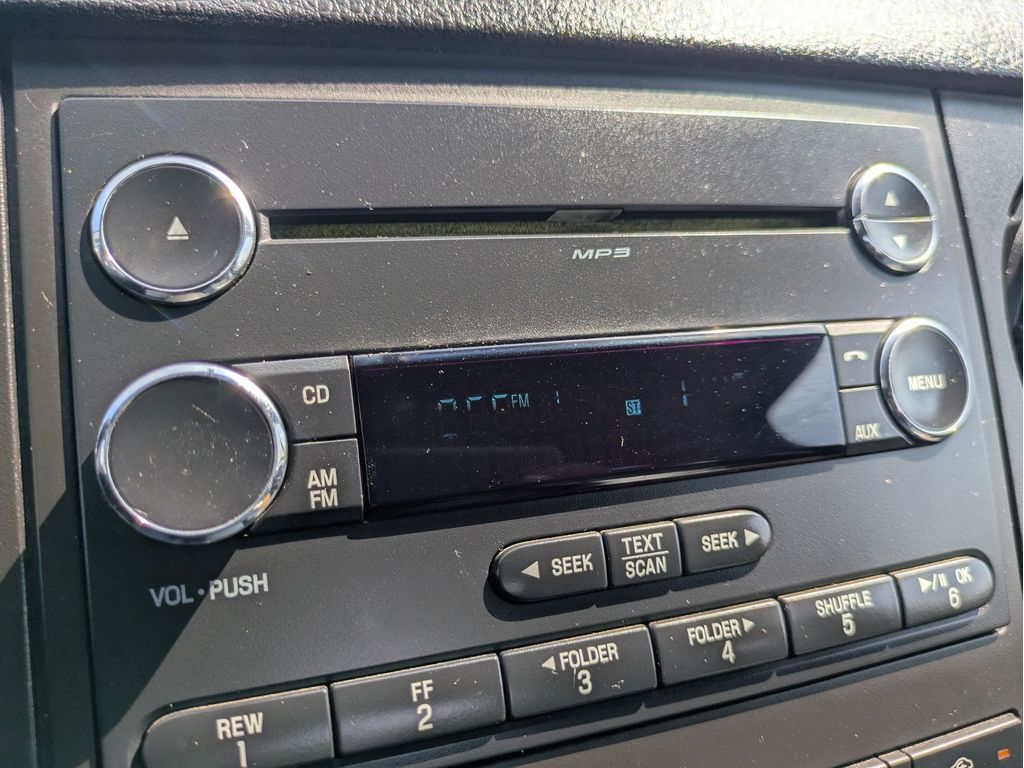 MP3
CD
MENU
AUX
AM
FM
FM
ST
SEEK
TEXT
SCAN
SEEK
VOL·PUSH
REW
1
FF
2
FOLDER
3
FOLDER
4
SHUFFLE
5
OK
6